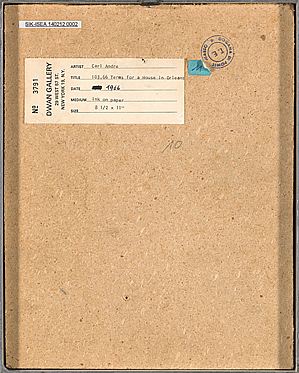 SIK-ISEA 140212 0002
Nº 3791
DWAN GALLERY
29 WEST 57 ST.
NEW YORK 19, N.Y.
ARTIST Carl Andre
TITLE 103,66 Terms for a House in Orleans
DATE 1966
MEDIUM ink on paper
SIZE 8 1/2 x 11"
10